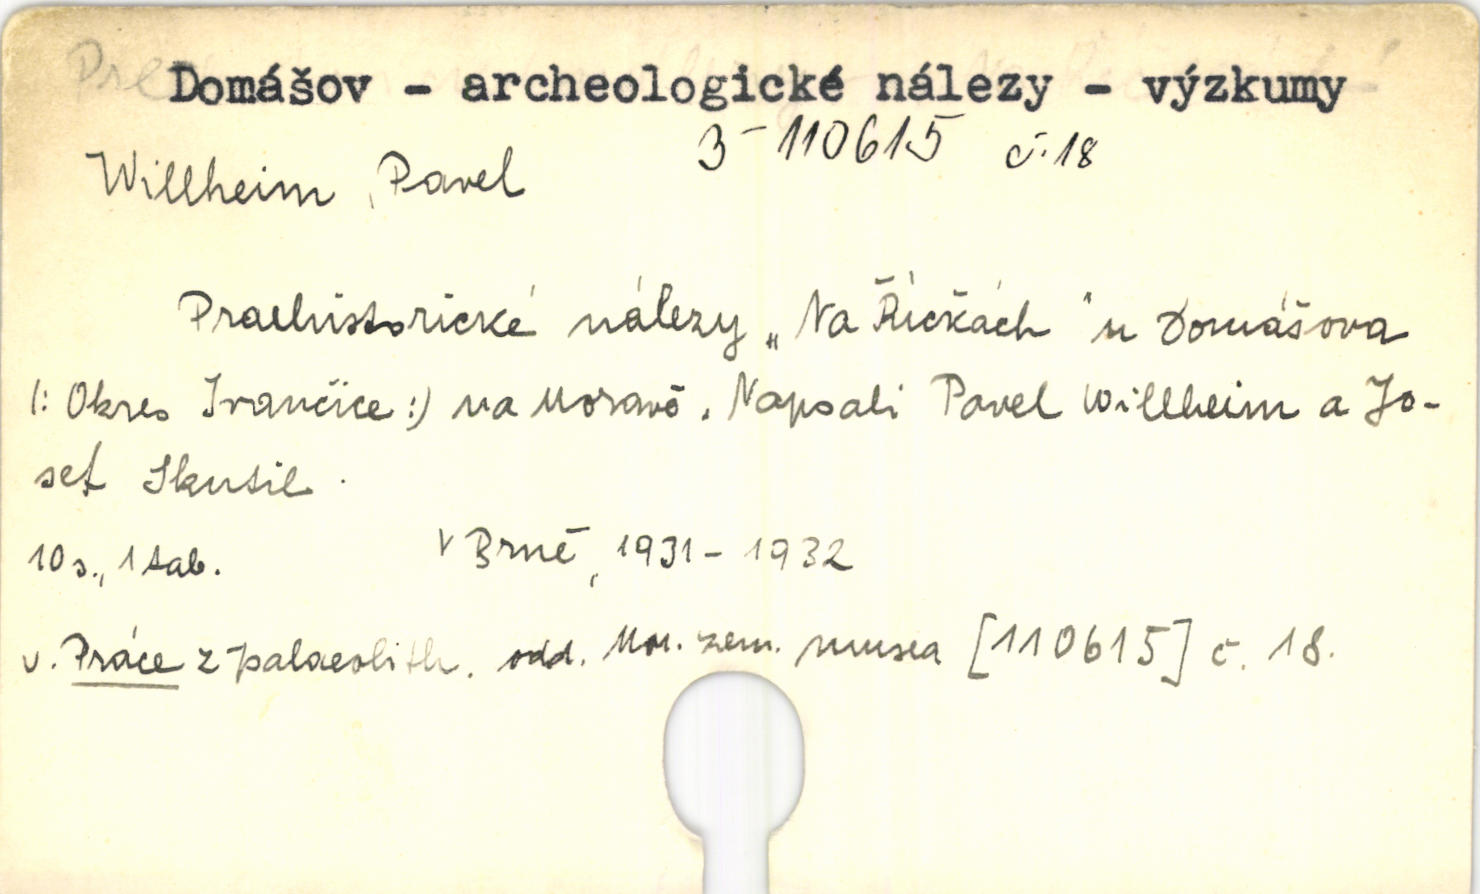 Domášov - archeologické nálezy - výzkumy
3-110615 č. 18
Willheim, Pavel
Praehistorické nálezy „Na Říčkách" u Domášova
(: Okres Ivančice :) na Moravě. Napsali Pavel Willheim a Jo-
sef Skutil.
10 s., 1 tab. V Brně, 1931-1932
v. Práce z palaeolith. odd. Mor. zem. musea [110615] č. 18.